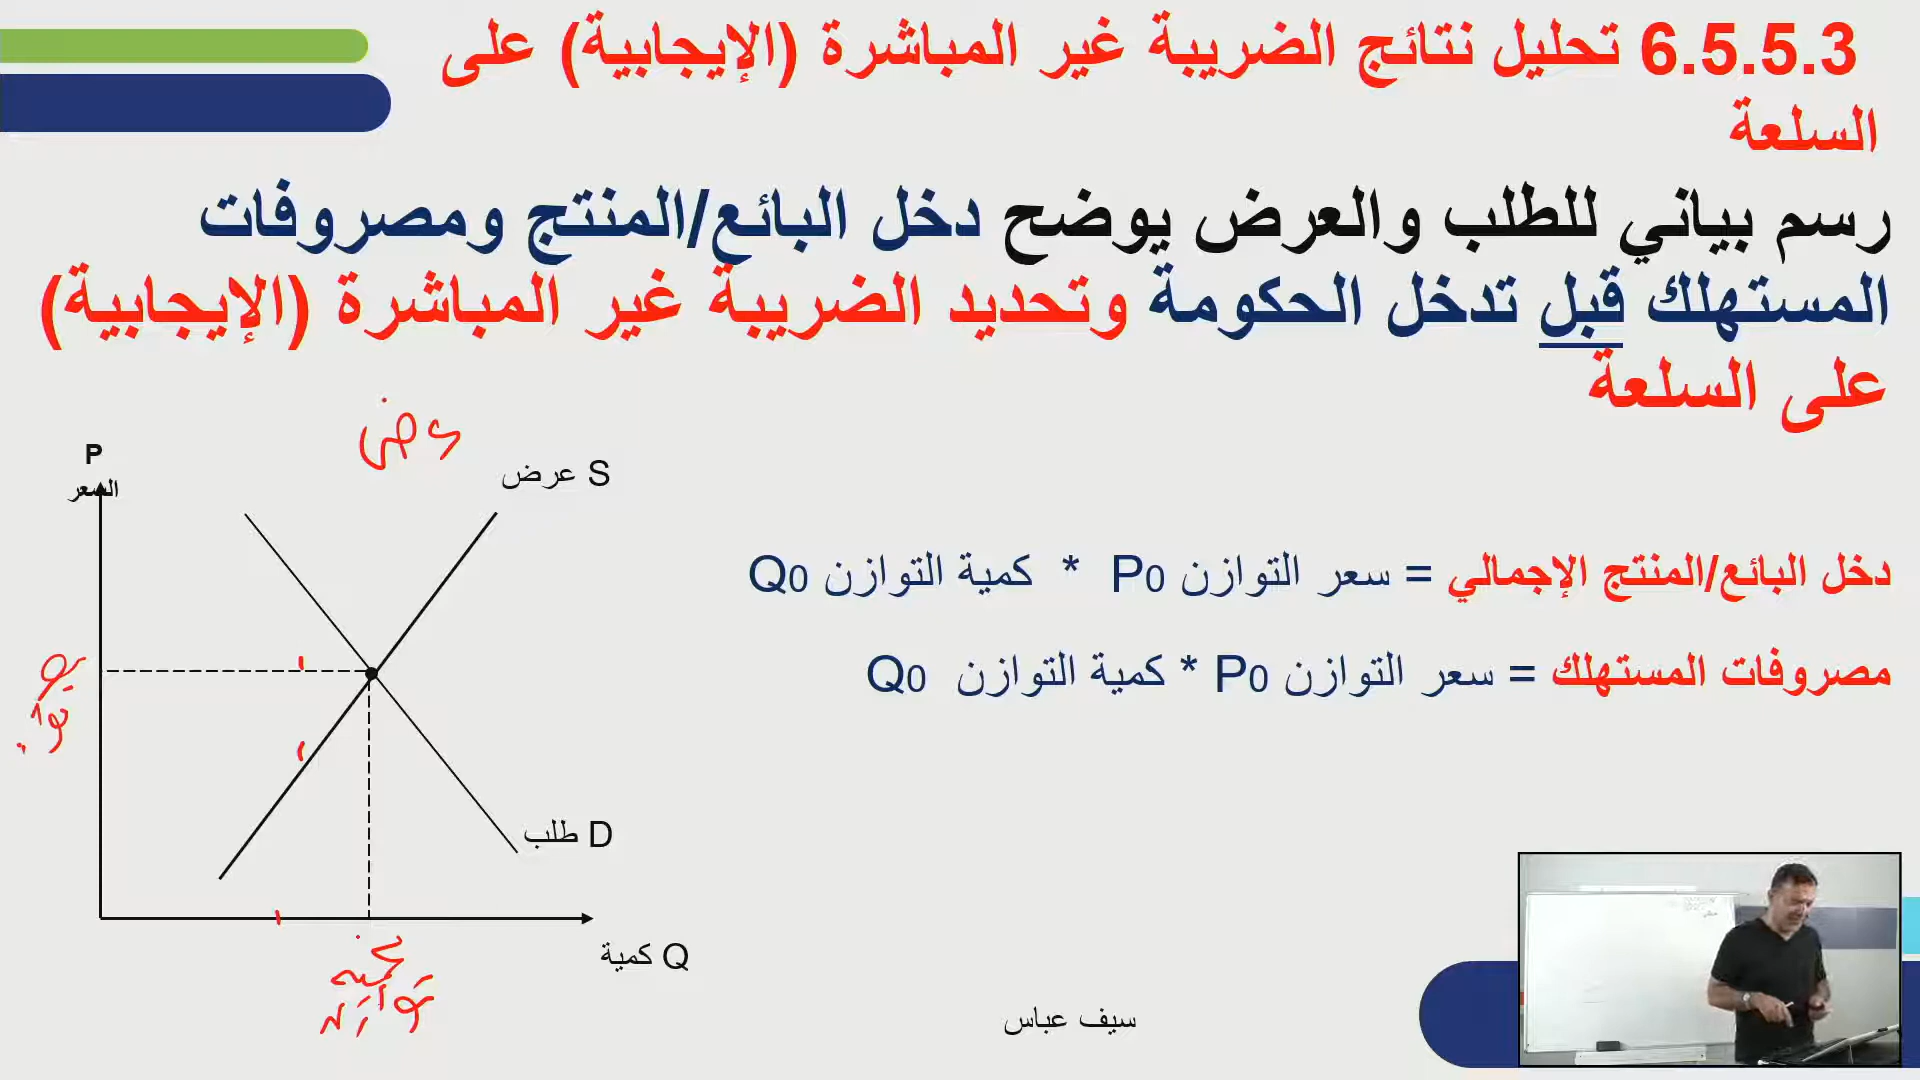 6.5.5.3 تحليل نتائج الضريبة غير المباشرة (الإيجابية) على
السلعة
رسم بياني للطلب والعرض يوضح دخل البائع/المنتج ومصروفات
المستهلك قبل تدخل الحكومة وتحديد الضريبة غير المباشرة (الإيجابية)
على السلعة
عرض
P
السعر
S عرض
دخل البائع/المنتج الإجمالي = سعر التوازن P0 * كمية التوازن Q0
مصروفات المستهلك = سعر التوازن P0 * كمية التوازن Q0
D طلب
Q كمية
كمية
توازن
سيف عباس